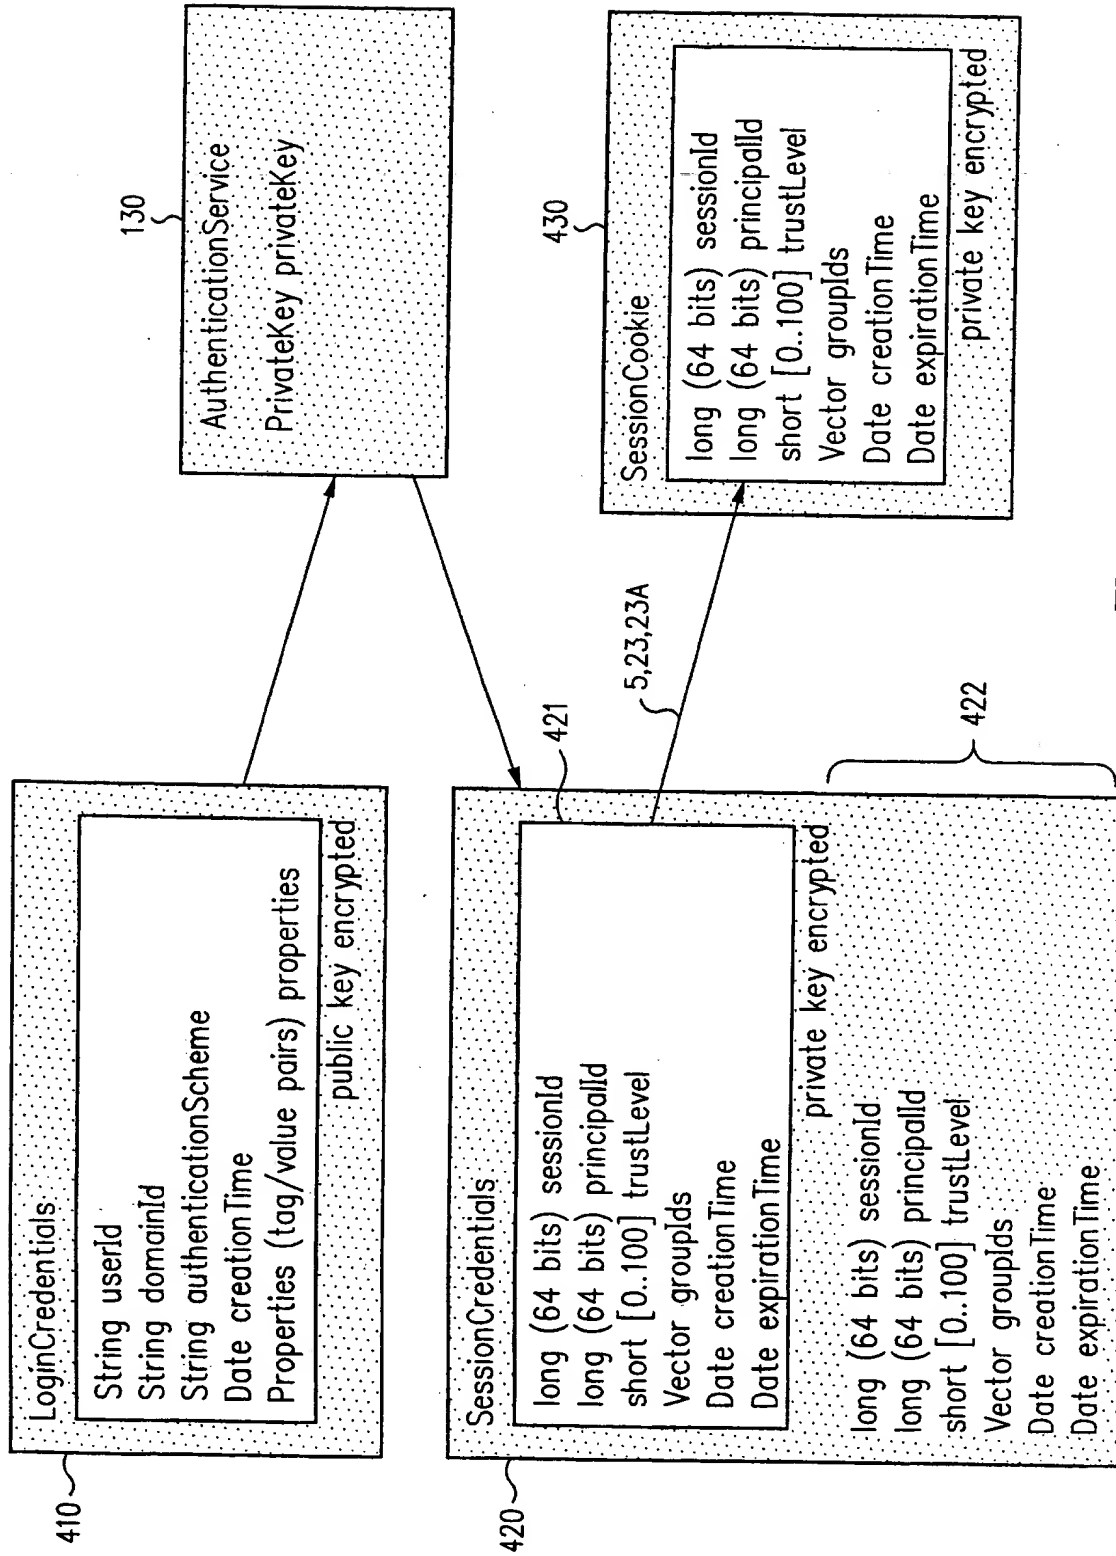 410
LoginCredentials
String userId
String domainId
String authenticationScheme
Date creationTime
Properties (tag/value pairs) properties
public key encrypted
130
AuthenticationService
PrivateKey privateKey
420
SessionCredentials
421
long (64 bits) sessionId
long (64 bits) principalId
short [0..100] trustLevel
Vector groupIds
Date creationTime
Date expirationTime
private key encrypted
422
long (64 bits) sessionId
long (64 bits) principalId
short [0..100] trustLevel
Vector groupIds
Date creationTime
Date expirationTime
5,23,23A
430
SessionCookie
long (64 bits) sessionId
long (64 bits) principalId
short [0..100] trustLevel
Vector groupIds
Date creationTime
Date expirationTime
private key encrypted